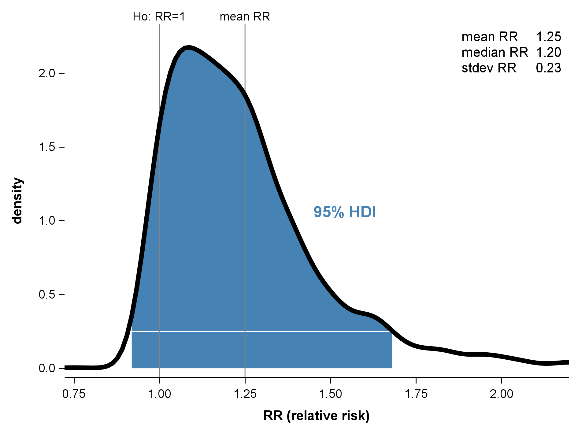 Ho: RR=1 mean RR
mean RR 1.25
median RR 1.20
stdev RR 0.23
2.0
1.5
1.0
0.5
0.0
density
95% HDI
0.75 1.00 1.25 1.50 1.75 2.00
RR (relative risk)